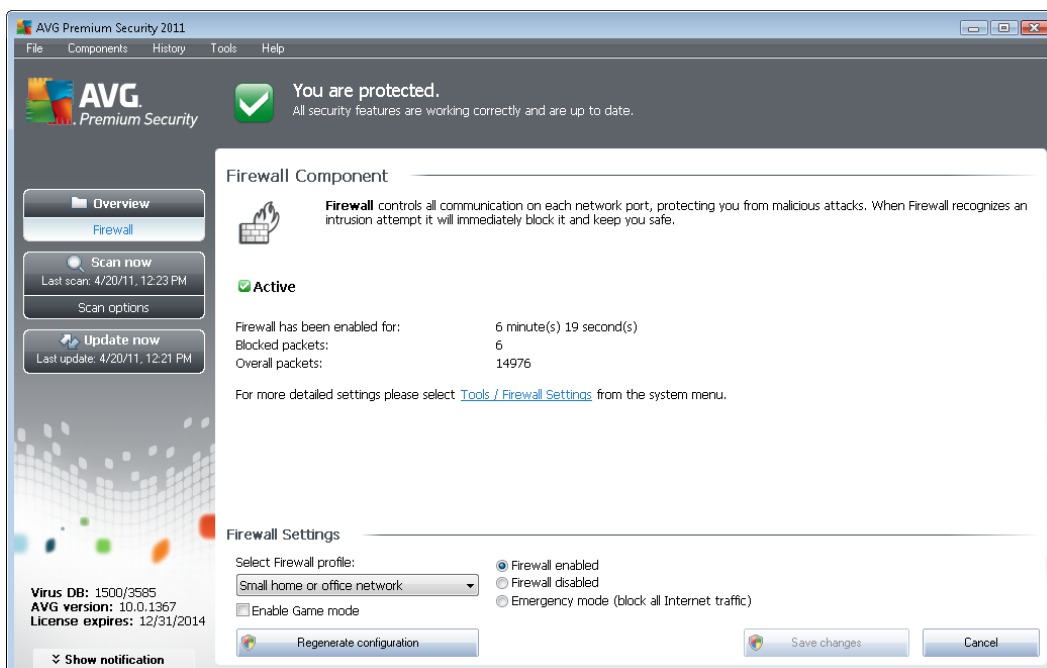 AVG Premium Security 2011
File Components History Tools Help
AVG.
Premium Security
You are protected.
All security features are working correctly and are up to date.
Overview
Firewall
Scan now
Last scan: 4/20/11, 12:23 PM
Scan options
Update now
Last update: 4/20/11, 12:21 PM
Virus DB: 1500/3585
AVG version: 10.0.1367
License expires: 12/31/2014
Show notification
Firewall Component
Firewall controls all communication on each network port, protecting you from malicious attacks. When Firewall recognizes an
intrusion attempt it will immediately block it and keep you safe.
Active
Firewall has been enabled for: 6 minute(s) 19 second(s)
Blocked packets: 6
Overall packets: 14976
For more detailed settings please select Tools / Firewall Settings from the system menu.
Firewall Settings
Select Firewall profile:
Small home or office network
Enable Game mode
Firewall enabled
Firewall disabled
Emergency mode (block all Internet traffic)
Regenerate configuration
Save changes
Cancel